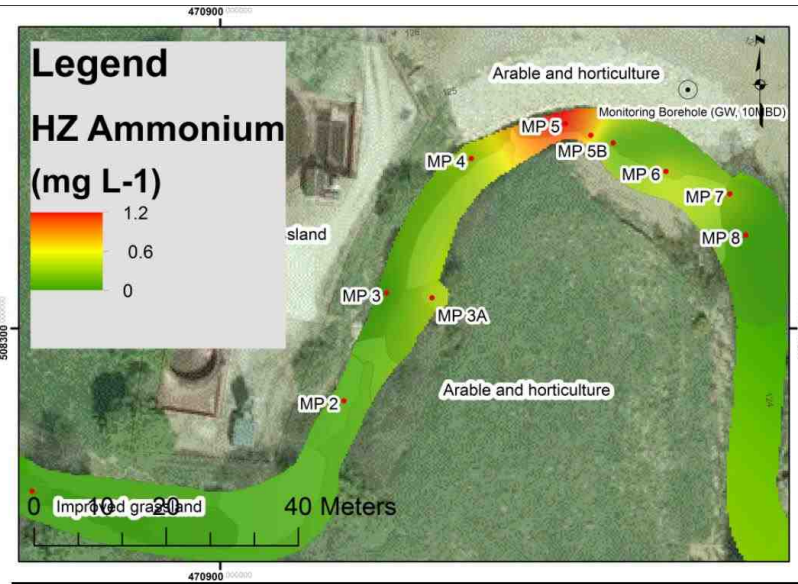 470900
Legend
HZ Ammonium
(mg L-1)
1.2
0.6
0
sland
Arable and horticulture
N
Monitoring Borehole (GW, 10MBD)
125
MP 5
MP 5B
MP 4
MP 6
MP 7
MP 8
MP 3
MP 3A
508300
Arable and horticulture
MP 2
124
Improved grassland
0 10 20 40 Meters
470900